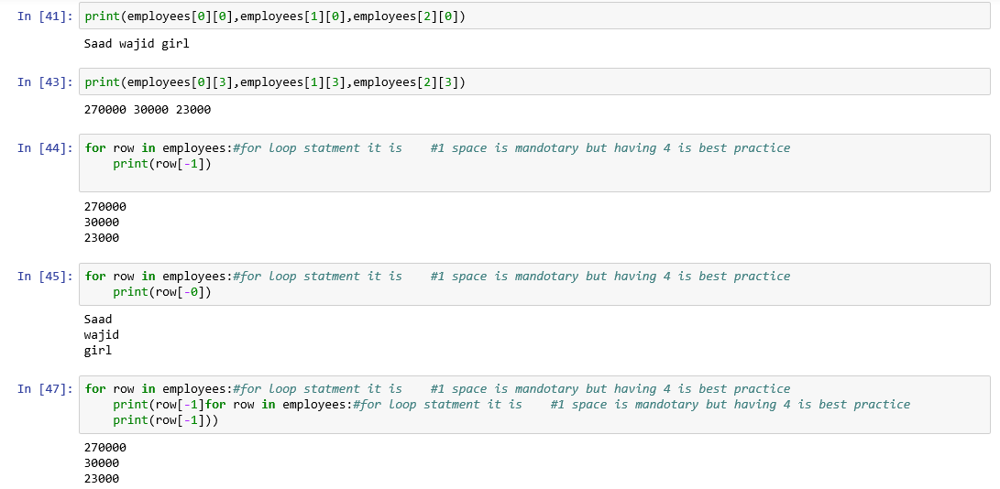 In [41]: print(employees[0][0],employees[1][0],employees[2][0])
Saad wajid girl
In [43]: print(employees[0][3],employees[1][3],employees[2][3])
270000 30000 23000
In [44]: for row in employees:#for loop statment it is    #1 space is mandotary but having 4 is best practice
    print(row[-1])
270000
30000
23000
In [45]: for row in employees:#for loop statment it is    #1 space is mandotary but having 4 is best practice
    print(row[-0])
Saad
wajid
girl
In [47]: for row in employees:#for loop statment it is    #1 space is mandotary but having 4 is best practice
    print(row[-1]for row in employees:#for loop statment it is    #1 space is mandotary but having 4 is best practice
    print(row[-1]))
270000
30000
23000